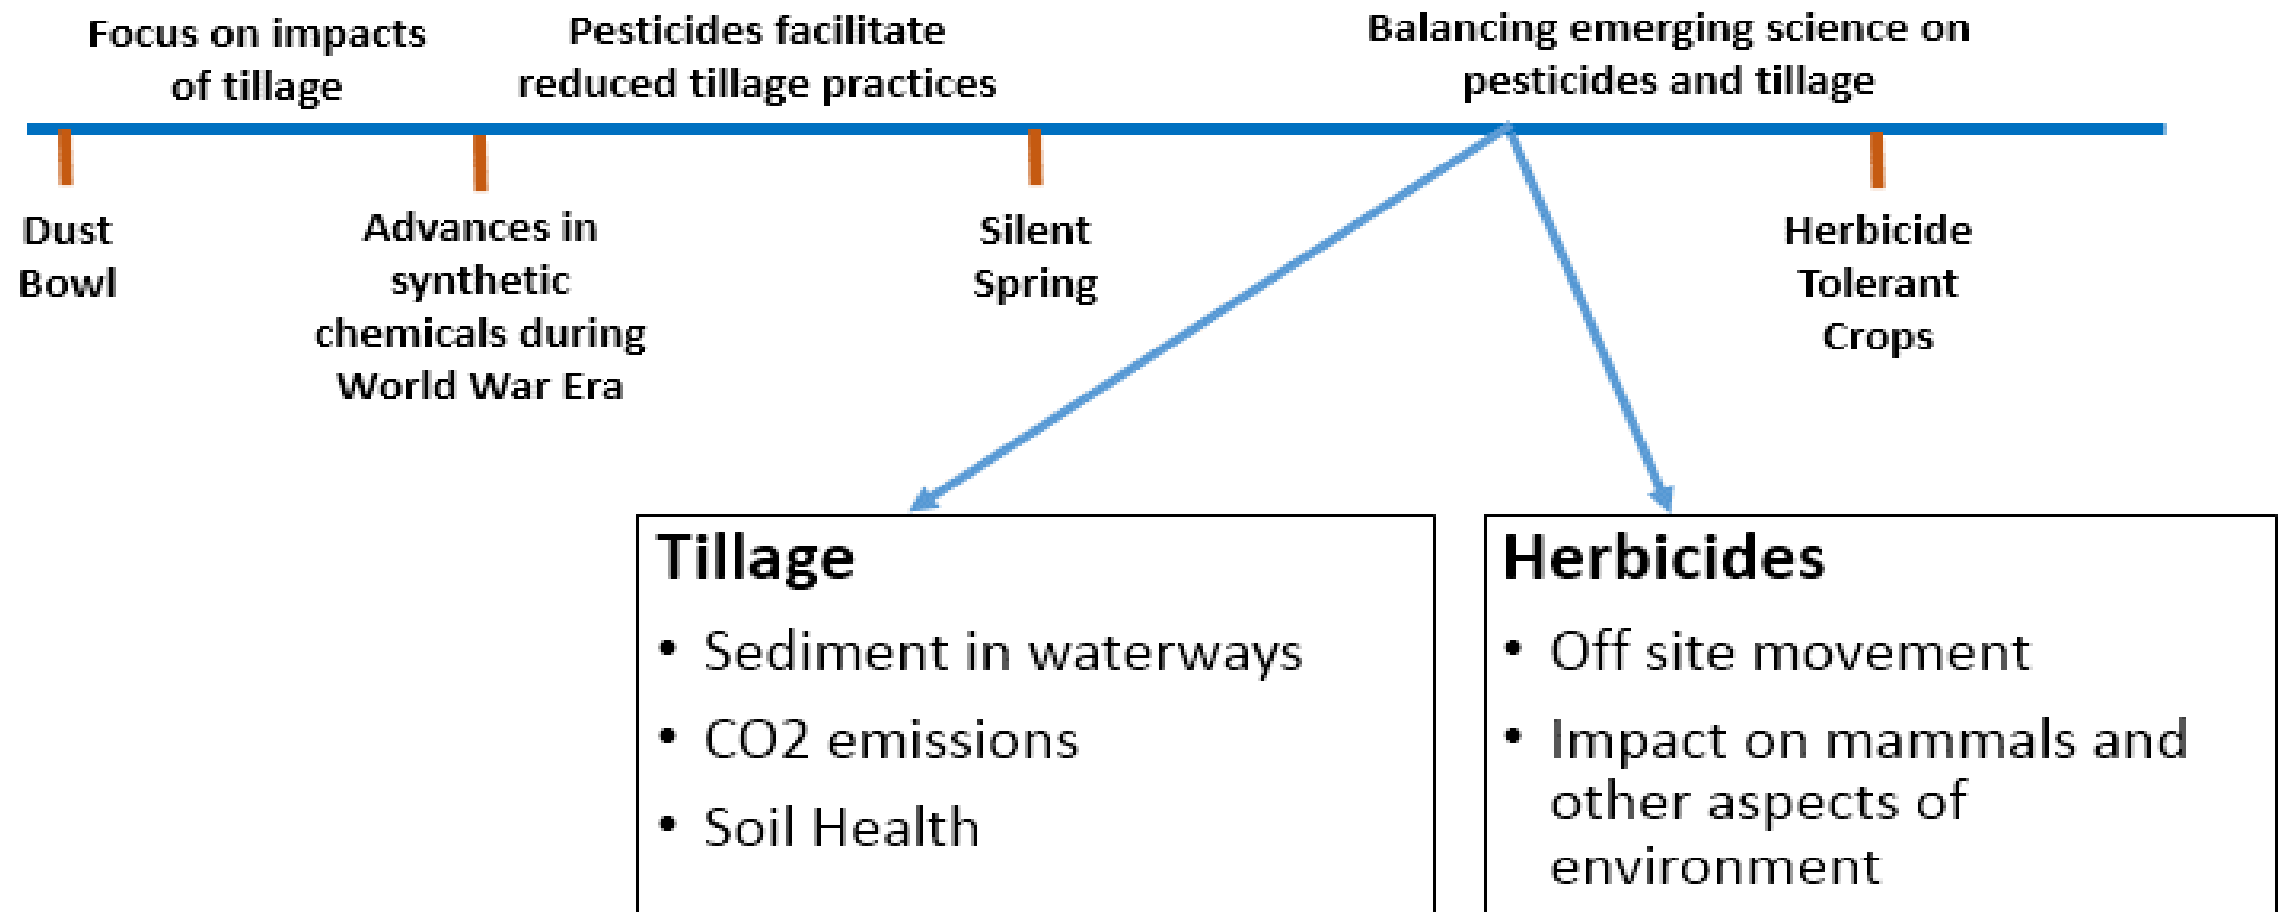 Focus on impacts
of tillage
Pesticides facilitate
reduced tillage practices
Balancing emerging science on
pesticides and tillage
Dust
Bowl
Advances in
synthetic
chemicals during
World War Era
Silent
Spring
Herbicide
Tolerant
Crops
Tillage
• Sediment in waterways
• CO2 emissions
• Soil Health
Herbicides
• Off site movement
• Impact on mammals and
other aspects of
environment